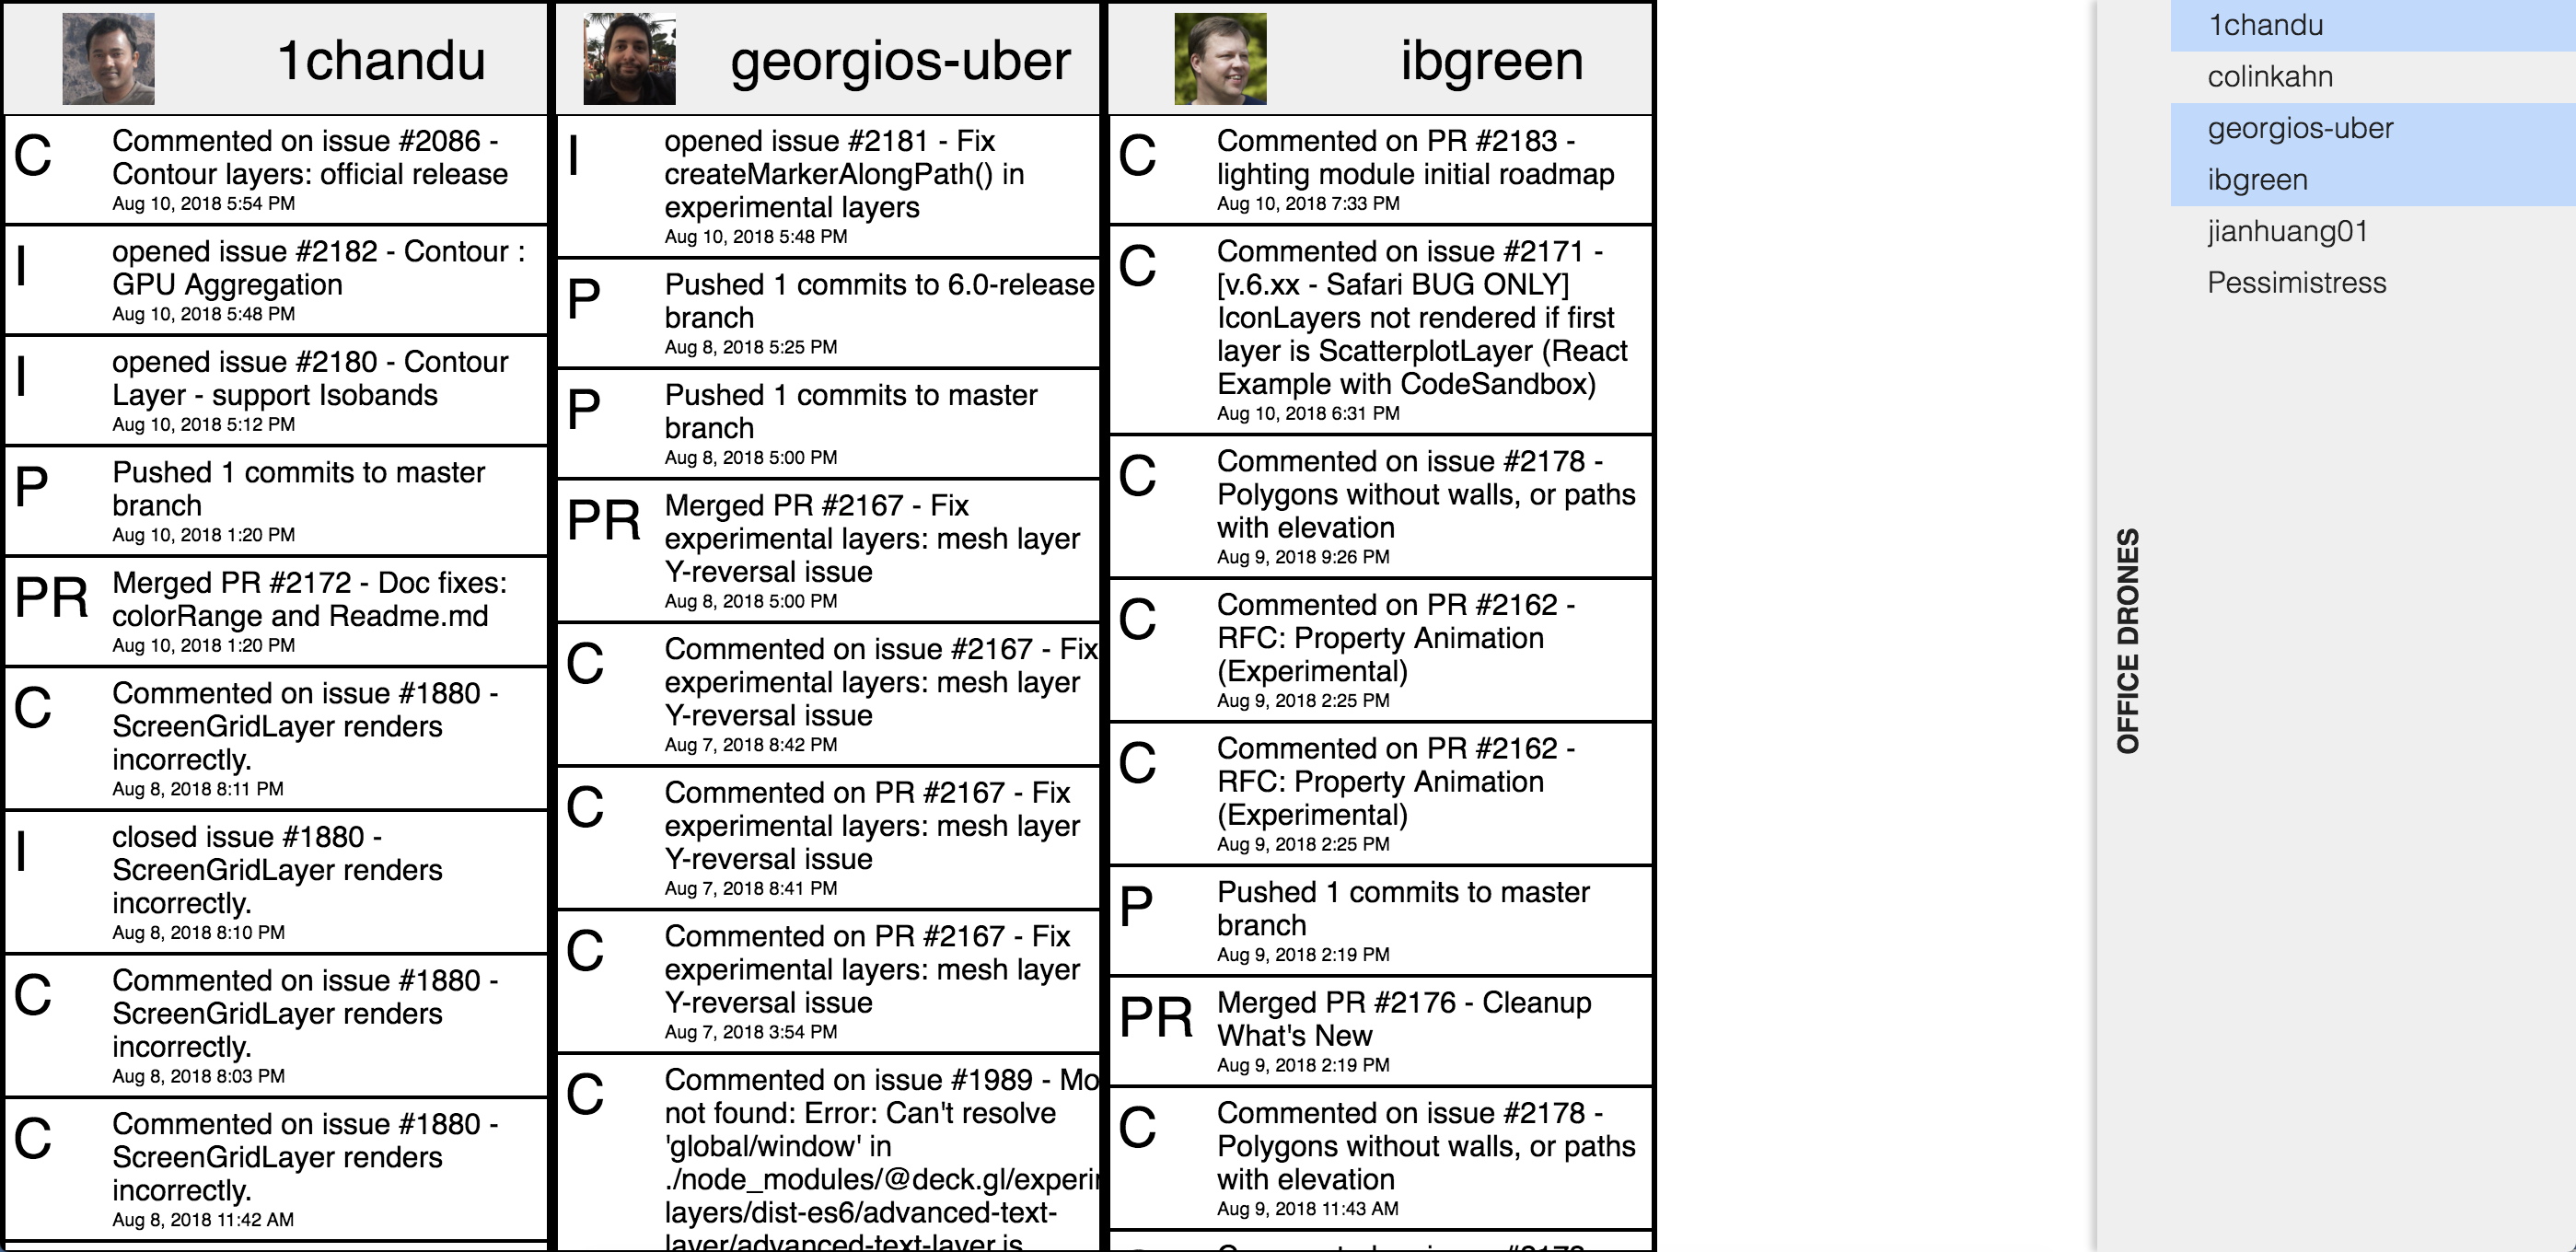 1chandu
C
Commented on issue #2086 -
Contour layers: official release
Aug 10, 2018 5:54 PM
I
opened issue #2182 - Contour :
GPU Aggregation
Aug 10, 2018 5:48 PM
I
opened issue #2180 - Contour
Layer - support Isobands
Aug 10, 2018 5:12 PM
P
Pushed 1 commits to master
branch
Aug 10, 2018 1:20 PM
PR
Merged PR #2172 - Doc fixes:
colorRange and Readme.md
Aug 10, 2018 1:20 PM
C
Commented on issue #1880 -
ScreenGridLayer renders
incorrectly.
Aug 8, 2018 8:11 PM
I
closed issue #1880 -
ScreenGridLayer renders
incorrectly.
Aug 8, 2018 8:10 PM
C
Commented on issue #1880 -
ScreenGridLayer renders
incorrectly.
Aug 8, 2018 8:03 PM
C
Commented on issue #1880 -
ScreenGridLayer renders
incorrectly.
Aug 8, 2018 11:42 AM
georgios-uber
I
opened issue #2181 - Fix
createMarkerAlongPath() in
experimental layers
Aug 10, 2018 5:48 PM
P
Pushed 1 commits to 6.0-release
branch
Aug 8, 2018 5:25 PM
P
Pushed 1 commits to master
branch
Aug 8, 2018 5:00 PM
PR
Merged PR #2167 - Fix
experimental layers: mesh layer
Y-reversal issue
Aug 8, 2018 5:00 PM
C
Commented on issue #2167 - Fix
experimental layers: mesh layer
Y-reversal issue
Aug 7, 2018 8:42 PM
C
Commented on PR #2167 - Fix
experimental layers: mesh layer
Y-reversal issue
Aug 7, 2018 8:41 PM
C
Commented on PR #2167 - Fix
experimental layers: mesh layer
Y-reversal issue
Aug 7, 2018 3:54 PM
C
Commented on issue #1989 - Mo
not found: Error: Can't resolve
'global/window' in
./node_modules/@deck.gl/experi
layers/dist-es6/advanced-text-
layer/advanced-text-layer.js
ibgreen
C
Commented on PR #2183 -
lighting module initial roadmap
Aug 10, 2018 7:33 PM
C
Commented on issue #2171 -
[v.6.xx - Safari BUG ONLY]
IconLayers not rendered if first
layer is ScatterplotLayer (React
Example with CodeSandbox)
Aug 10, 2018 6:31 PM
C
Commented on issue #2178 -
Polygons without walls, or paths
with elevation
Aug 9, 2018 9:26 PM
C
Commented on PR #2162 -
RFC: Property Animation
(Experimental)
Aug 9, 2018 2:25 PM
C
Commented on PR #2162 -
RFC: Property Animation
(Experimental)
Aug 9, 2018 2:25 PM
P
Pushed 1 commits to master
branch
Aug 9, 2018 2:19 PM
PR
Merged PR #2176 - Cleanup
What's New
Aug 9, 2018 2:19 PM
C
Commented on issue #2178 -
Polygons without walls, or paths
with elevation
Aug 9, 2018 11:43 AM
OFFICE DRONES
1chandu
colinkahn
georgios-uber
ibgreen
jianhuang01
Pessimistress